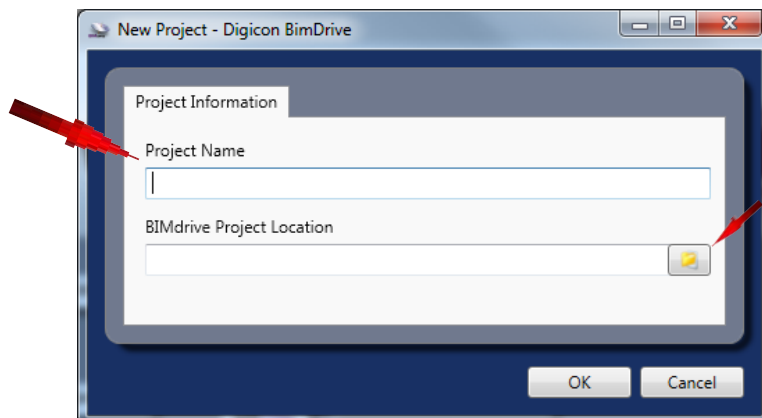 New Project - Digicon BimDrive
Project Information
Project Name
BIMdrive Project Location
OK Cancel